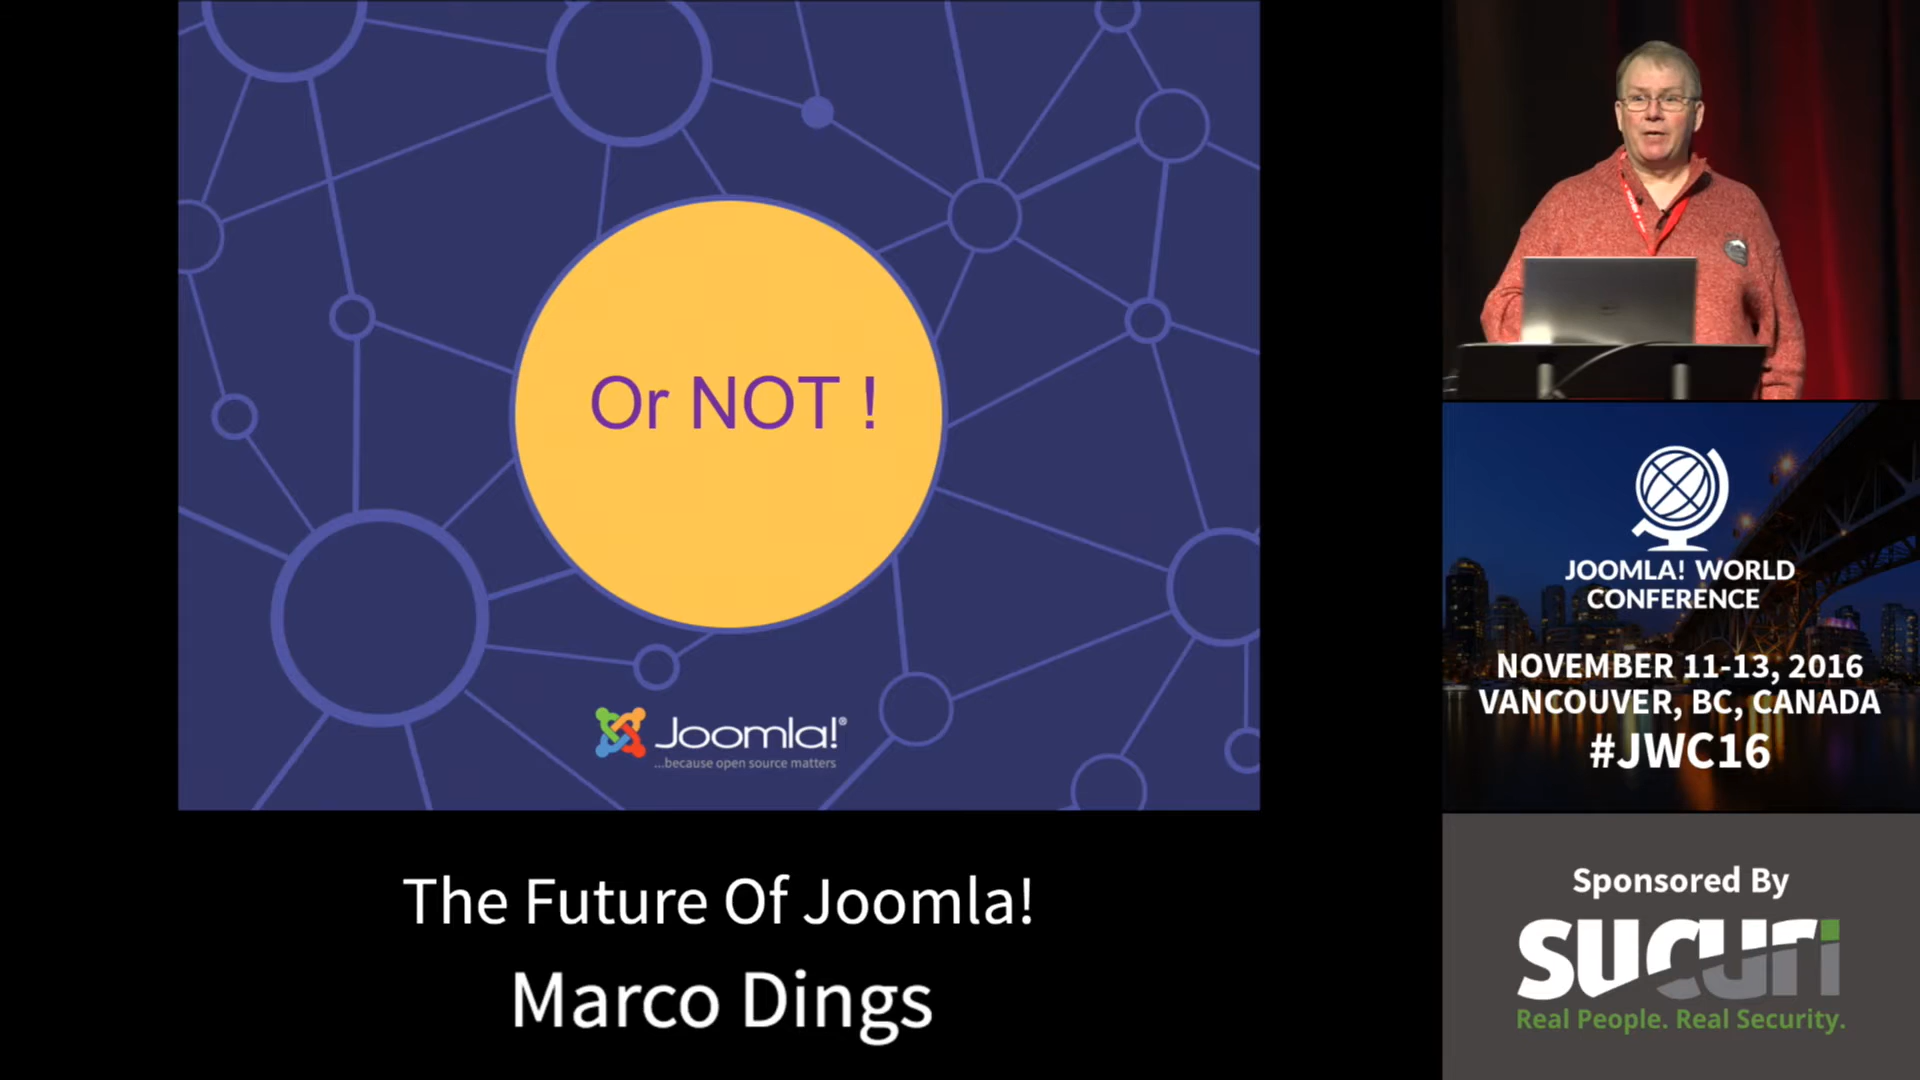 Or NOT !
Joomla!®
...because open source matters
The Future Of Joomla!
Marco Dings
JOOMLA! WORLD
CONFERENCE
NOVEMBER 11-13, 2016
VANCOUVER, BC, CANADA
#JWC16
Sponsored By
SUCURI
Real People. Real Security.